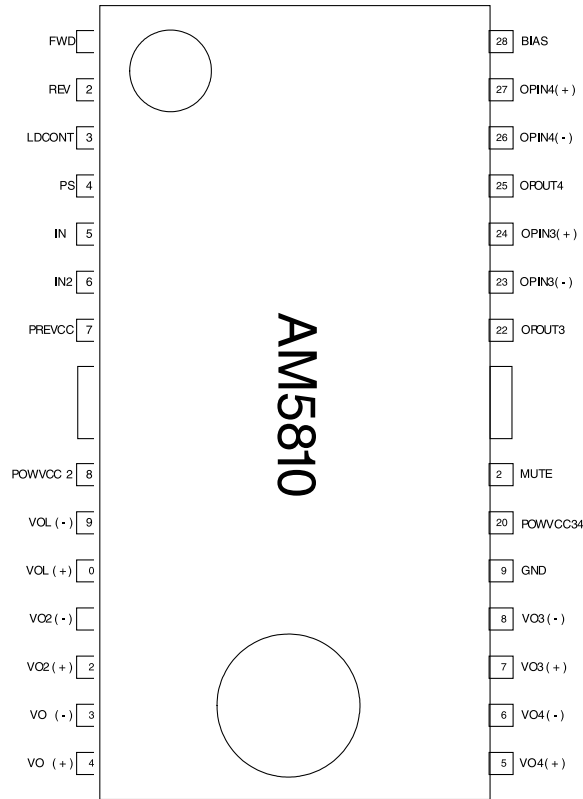 FWD
REV 2
LDCONT 3
PS 4
IN 5
IN2 6
PREVCC 7
POWVCC 2 8
VOL (-) 9
VOL (+) 0
VO2 (-)
VO2 (+) 2
VO (-) 3
VO (+) 4
AM5810
28 BIAS
27 OPIN4(+)
26 OPIN4(-)
25 OPOUT4
24 OPIN3(+)
23 OPIN3(-)
22 OPOUT3
2 MUTE
20 POWVCC34
9 GND
8 VO3(-)
7 VO3(+)
6 VO4(-)
5 VO4(+)